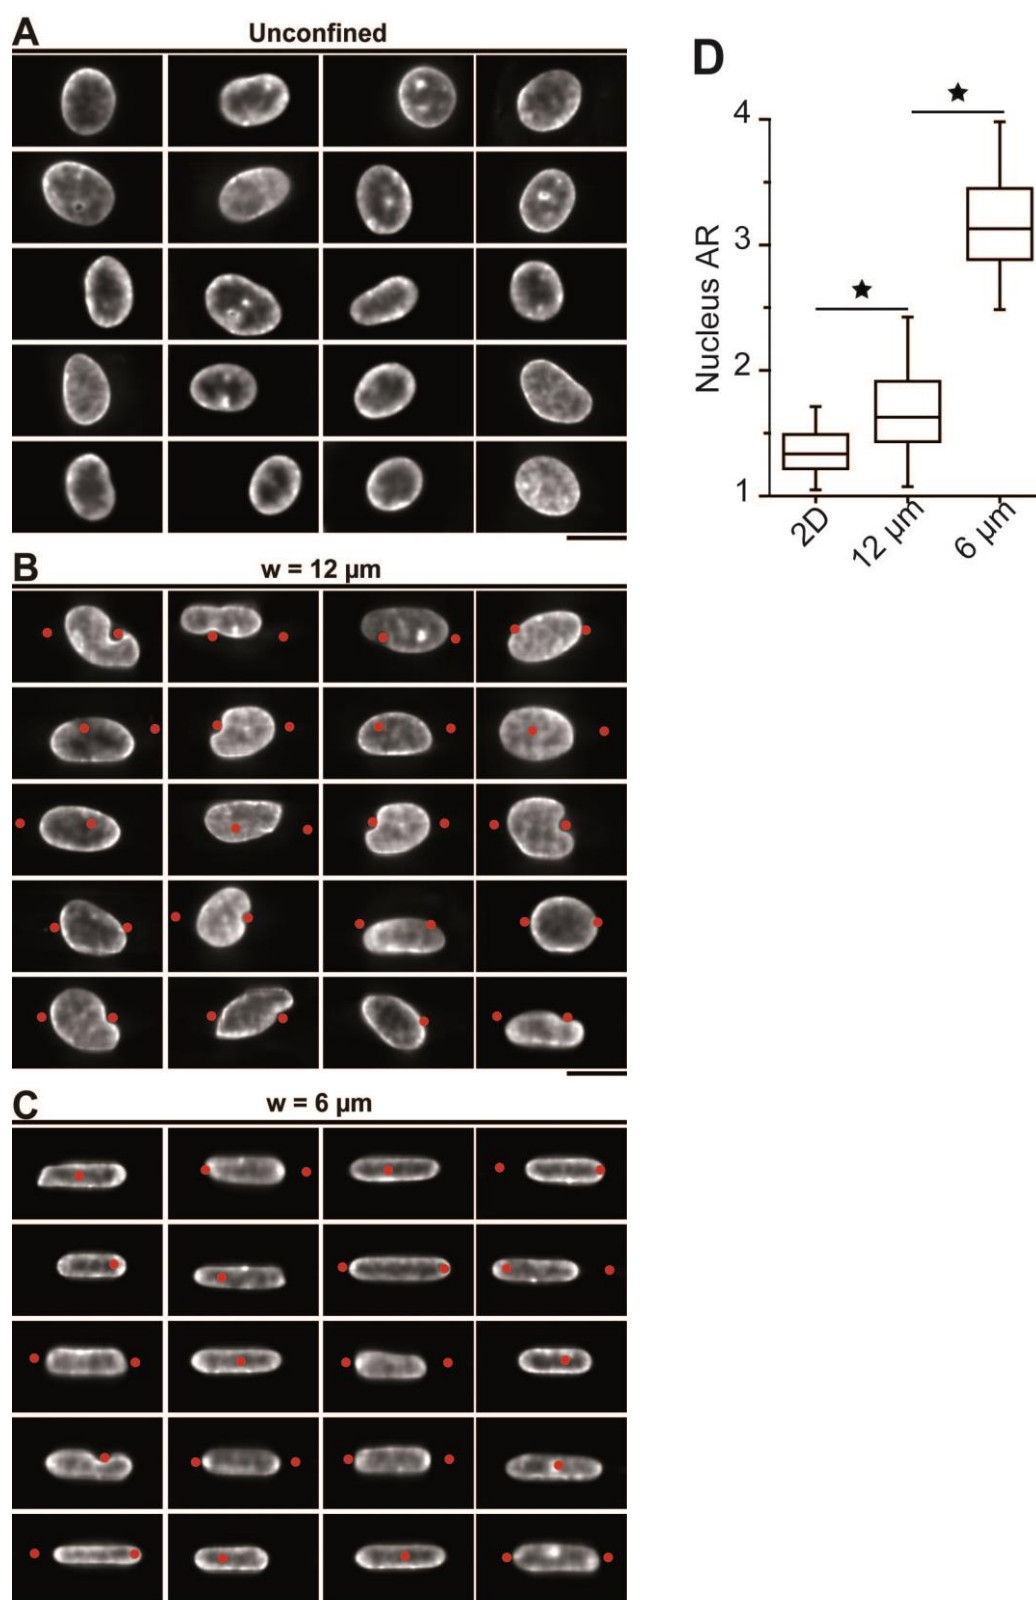 A
Unconfined
B
w = 12 µm
C
w = 6 µm
D
Nucleus AR
4
3
2
1
2D
12 µm
6 µm